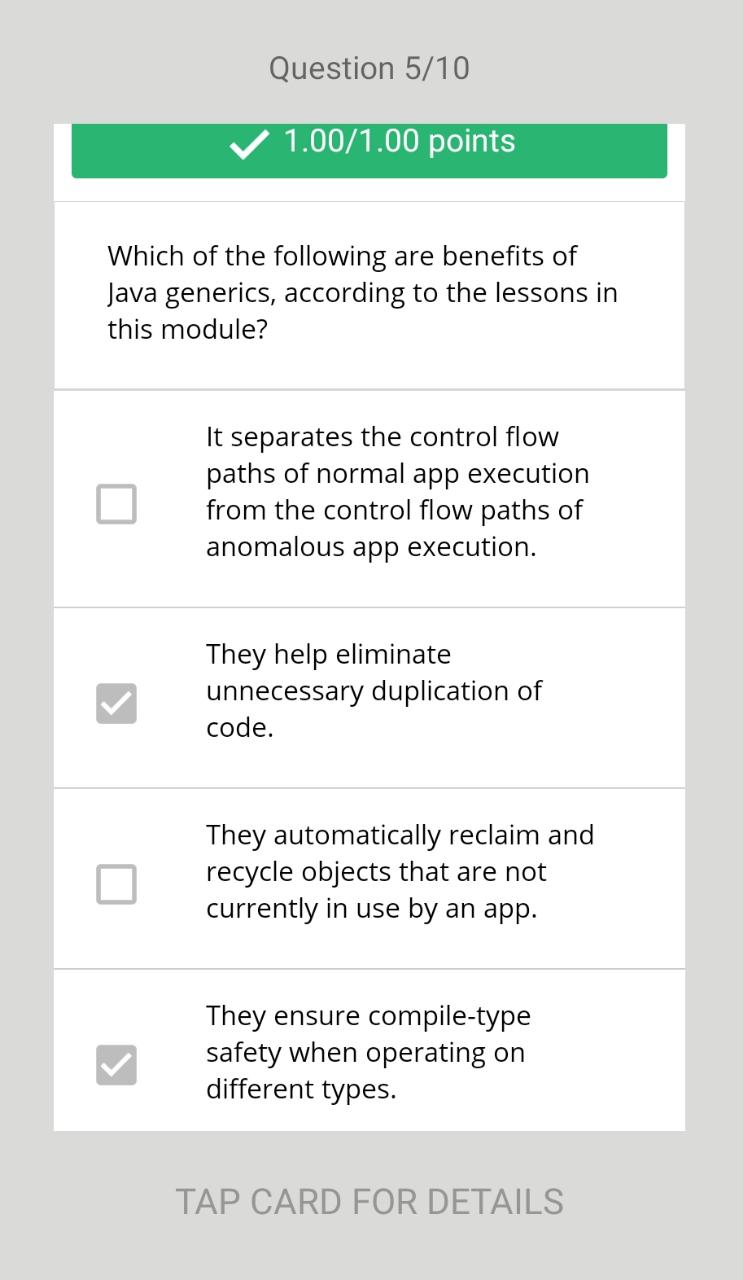 Question 5/10
1.00/1.00 points
Which of the following are benefits of
Java generics, according to the lessons in
this module?
It separates the control flow
paths of normal app execution
from the control flow paths of
anomalous app execution.
They help eliminate
unnecessary duplication of
code.
They automatically reclaim and
recycle objects that are not
currently in use by an app.
They ensure compile-type
safety when operating on
different types.
TAP CARD FOR DETAILS